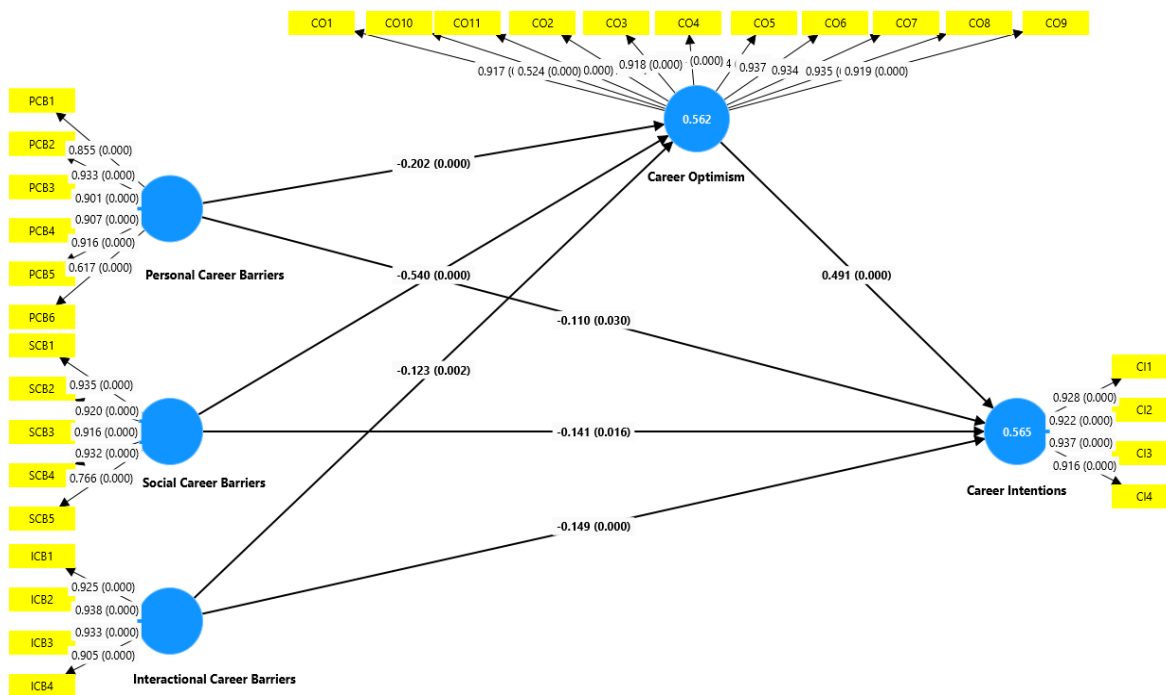 CO1 CO10 CO11 CO2 CO3 CO4 CO5 CO6 CO7 CO8 CO9
0.917 0.524 (0.000) 0.000) 0.918 (0.000) (0.000) 0.937 0.934 0.935 0.919 (0.000)
0.562
Career Optimism
PCB1
PCB2
PCB3
PCB4
PCB5
PCB6
0.855 (0.000)
0.933 (0.000)
0.901 (0.000)
0.907 (0.000)
0.916 (0.000)
0.617 (0.000)
Personal Career Barriers
-0.202 (0.000)
-0.540 (0.000)
0.491 (0.000)
-0.110 (0.030)
-0.123 (0.002)
SCB1
SCB2
SCB3
SCB4
SCB5
0.935 (0.000)
0.920 (0.000)
0.916 (0.000)
0.932 (0.000)
0.766 (0.000)
Social Career Barriers
-0.141 (0.016)
0.565
Career Intentions
CI1
CI2
CI3
CI4
0.928 (0.000)
0.922 (0.000)
0.937 (0.000)
0.916 (0.000)
-0.149 (0.000)
ICB1
ICB2
ICB3
ICB4
0.925 (0.000)
0.938 (0.000)
0.933 (0.000)
0.905 (0.000)
Interactional Career Barriers